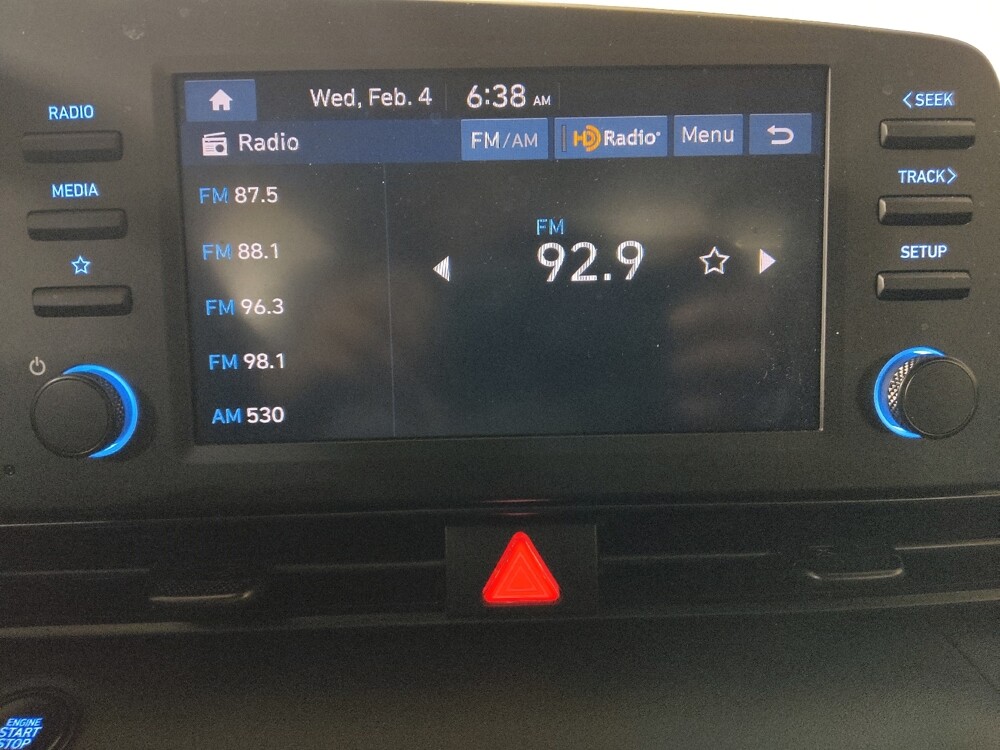 RADIO
MEDIA
Wed, Feb. 4 6:38 AM
Radio FM/AM HD Radio® Menu
FM 87.5
FM 88.1
FM 96.3
FM 98.1
AM 530
FM
92.9
<SEEK
TRACK>
SETUP
ENGINE
START
STOP